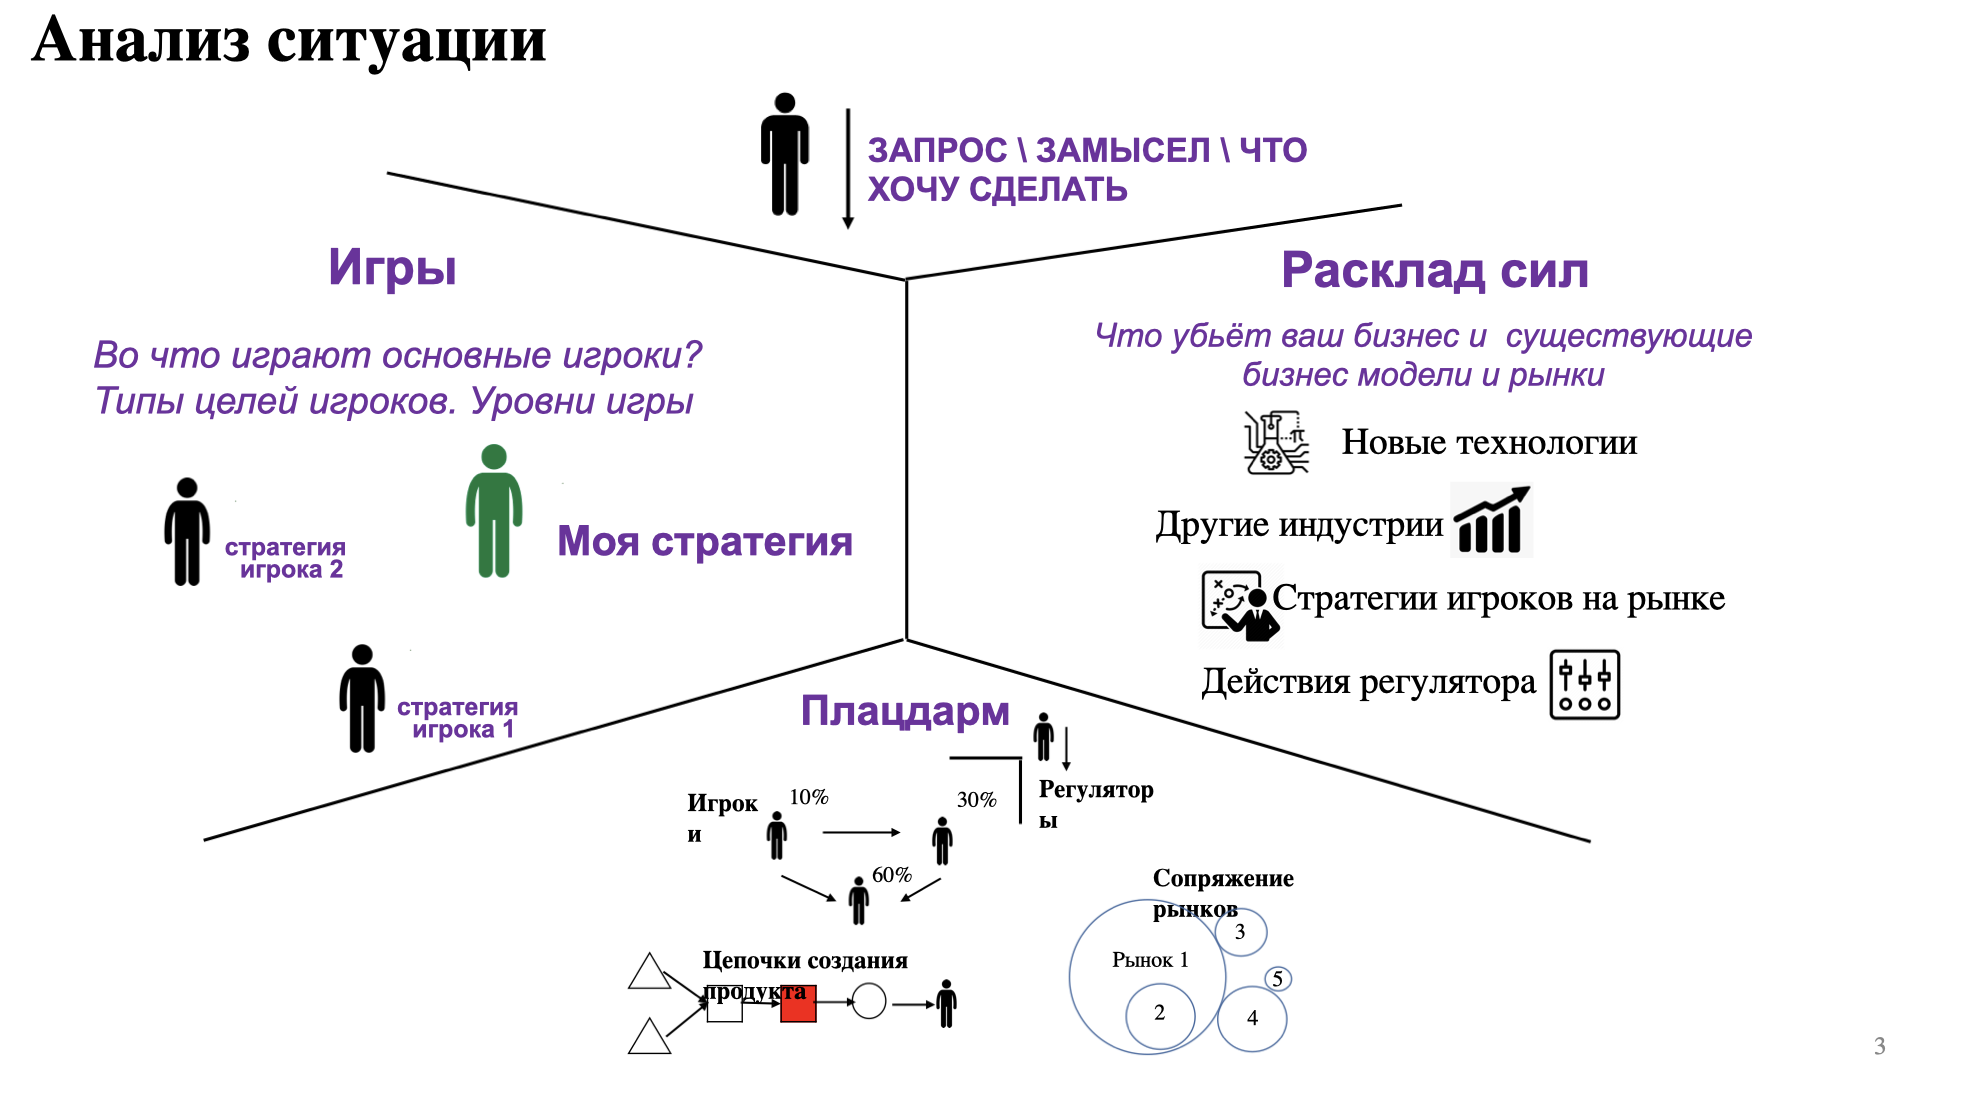 Анализ ситуации
ЗАПРОС \ ЗАМЫСЕЛ \ ЧТО
ХОЧУ СДЕЛАТЬ
Игры
Во что играют основные игроки?
Типы целей игроков. Уровни игры
стратегия
игрока 2
Моя стратегия
стратегия
игрока 1
Расклад сил
Что убьёт ваш бизнес и существующие
бизнес модели и рынки
π
Новые технологии
Другие индустрии
Стратегии игроков на рынке
Действия регулятора
Плацдарм
Игрок
и
10%
30%
60%
Регулятор
ы
Цепочки создания
продукта
Сопряжение
рынков
Рынок 1
2
3
5
4
3